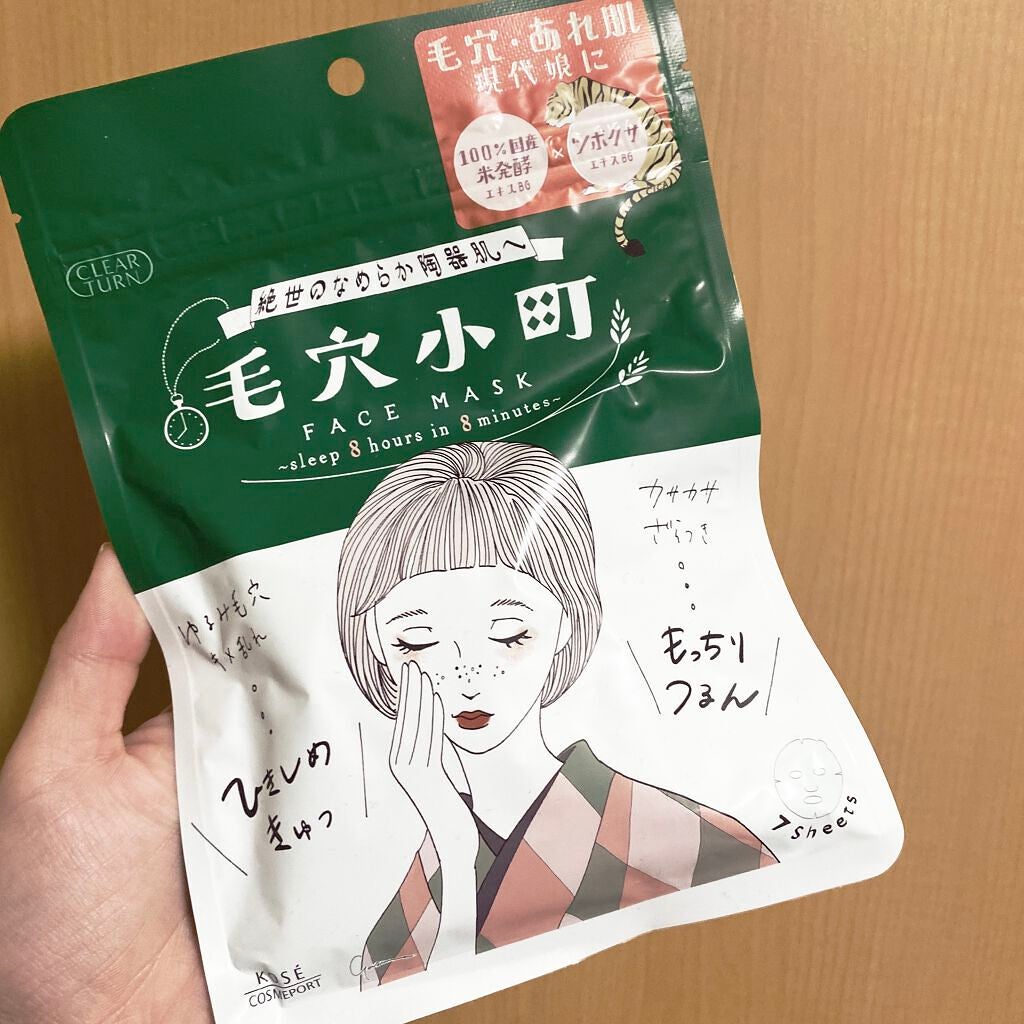 毛穴・あれ肌
現代娘に
100%国産
米発酵
エキスBG
×
ツボクサ
エキスBG
CLEAR
TURN
絶世のなめらか陶器肌へ
毛穴小町
FACE MASK
~sleep 8 hours in 8 minutes~
カサカサ
ざらつき
もっちり
つるん
ゆるみ毛穴
キメ乱れ
ひきしめ
きゅっ
7sheets
KOSÉ
COSMEPORT